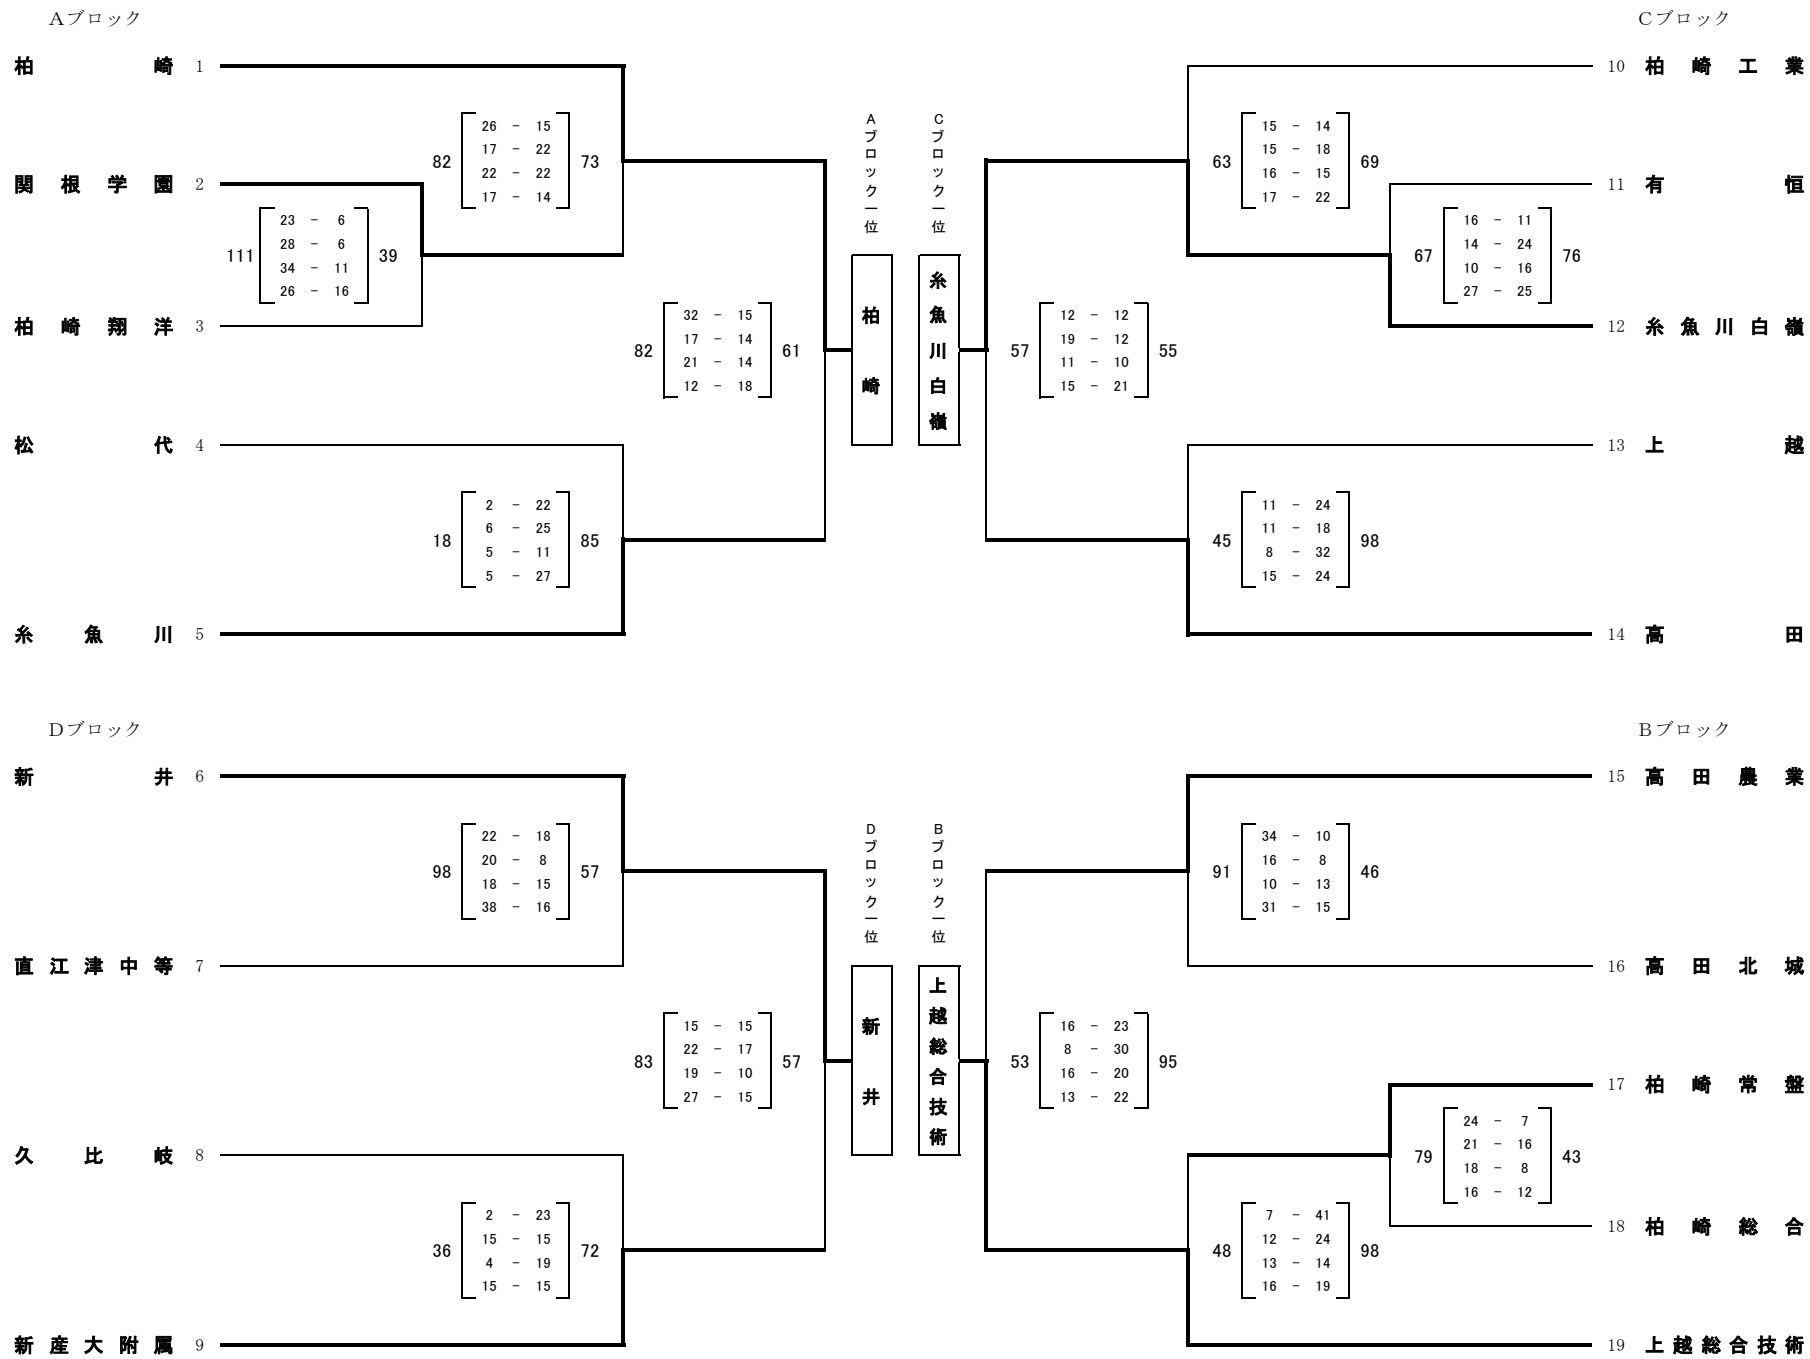 Aブロック
柏崎 1
26 - 15
17 - 22
82 73
22 - 22
17 - 14
関根学園 2
23 - 6
28 - 6
111 39
34 - 11
26 - 16
柏崎翔洋 3
32 - 15
17 - 14
82 61
21 - 14
12 - 18
松代 4
2 - 22
6 - 25
18 85
5 - 11
5 - 27
糸魚川 5
Aブロック一位
柏崎
Cブロック一位
糸魚川白嶺
Cブロック
10 柏崎工業
15 - 14
15 - 18
63 69
16 - 15
17 - 22
11 有恒
16 - 11
14 - 24
67 76
10 - 16
27 - 25
12 糸魚川白嶺
12 - 12
19 - 12
57 55
11 - 10
15 - 21
13 上越
11 - 24
11 - 18
45 98
8 - 32
15 - 24
14 高田
Dブロック
新井 6
22 - 18
20 - 8
98 57
18 - 15
38 - 16
直江津中等 7
15 - 15
22 - 17
83 57
19 - 10
27 - 15
久比岐 8
2 - 23
15 - 15
36 72
4 - 19
15 - 15
新産大附属 9
Dブロック一位
新井
Bブロック一位
上越総合技術
Bブロック
15 高田農業
34 - 10
16 - 8
91 46
10 - 13
31 - 15
16 高田北城
16 - 23
8 - 30
53 95
16 - 20
13 - 22
17 柏崎常盤
24 - 7
21 - 16
79 43
18 - 8
16 - 12
18 柏崎総合
7 - 41
12 - 24
48 98
13 - 14
16 - 19
19 上越総合技術